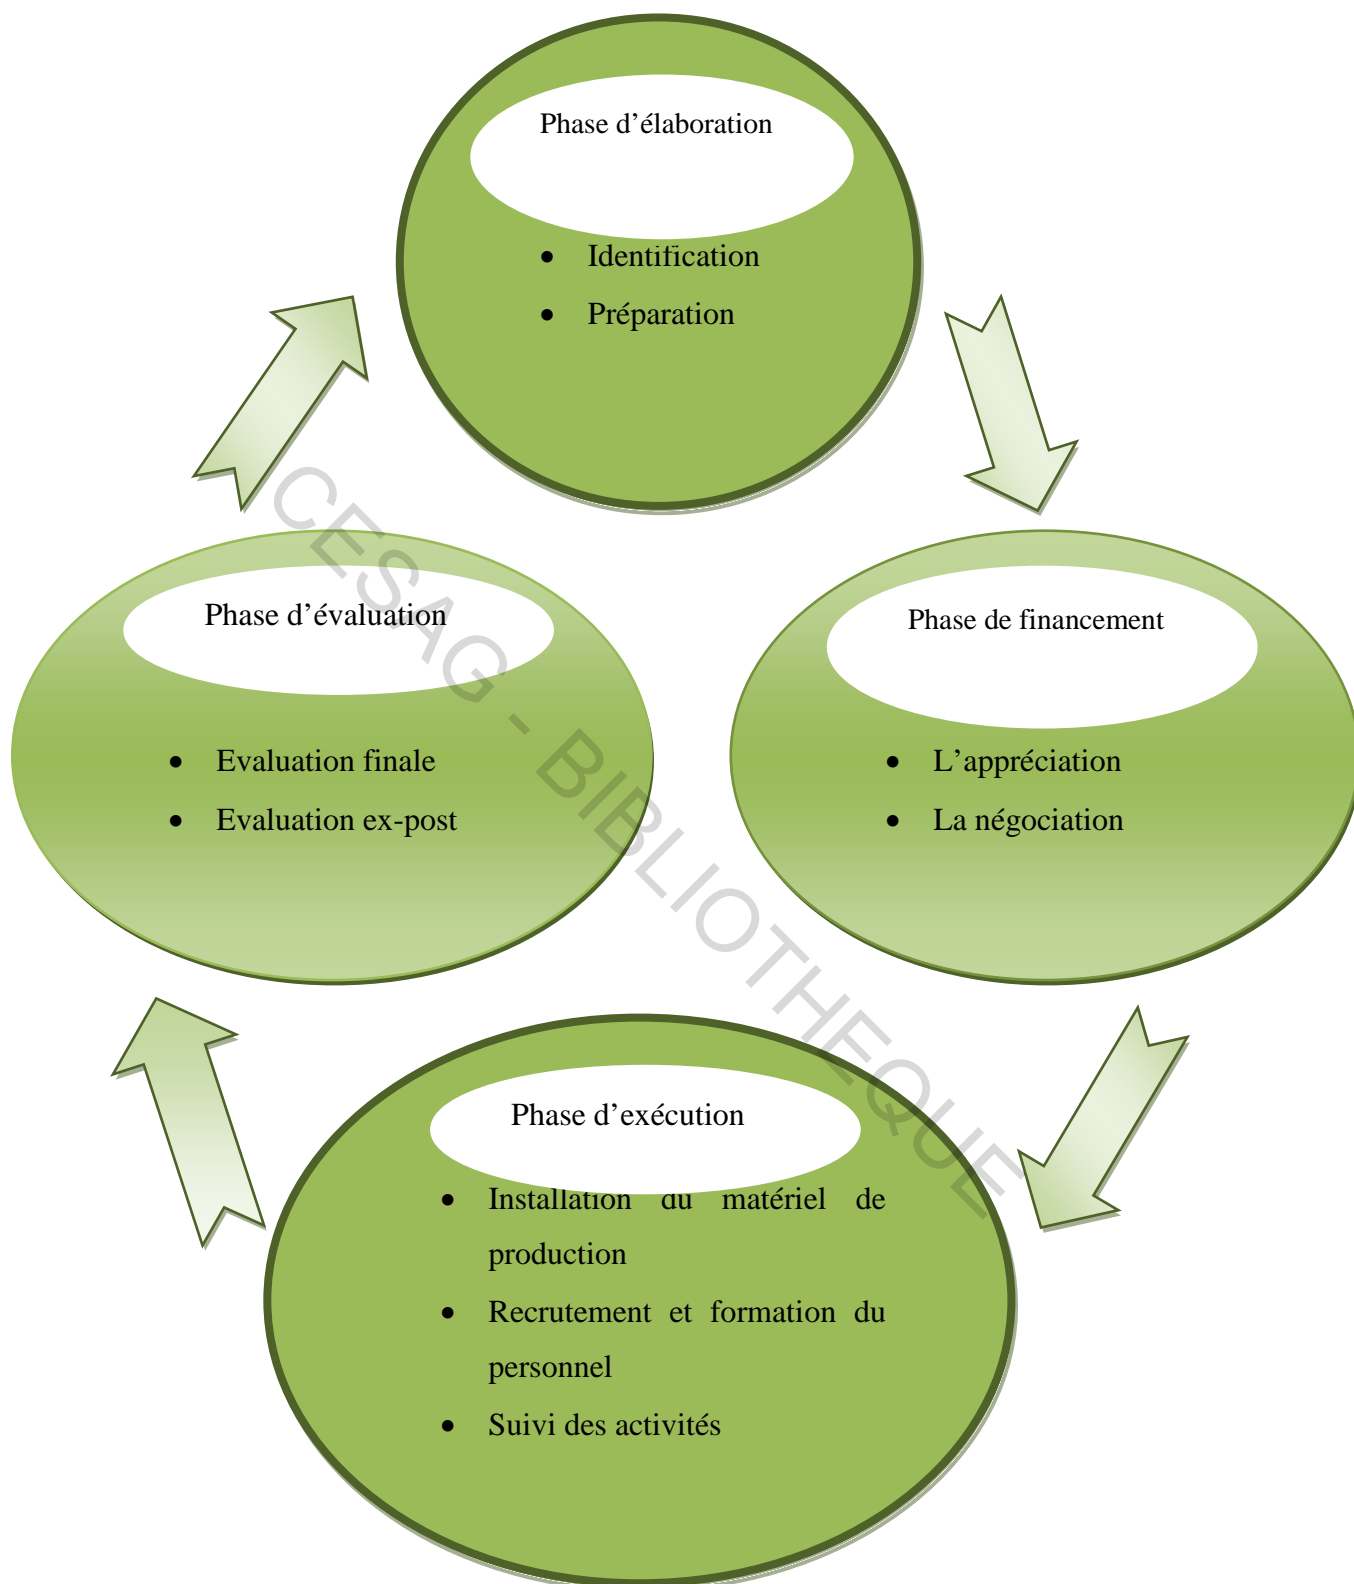 Phase d’élaboration
• Identification
• Préparation
Phase d’évaluation
• Evaluation finale
• Evaluation ex-post
Phase de financement
• L’appréciation
• La négociation
Phase d’exécution
• Installation du matériel de
production
• Recrutement et formation du
personnel
• Suivi des activités
CESAG - BIBLIOTHEQUE